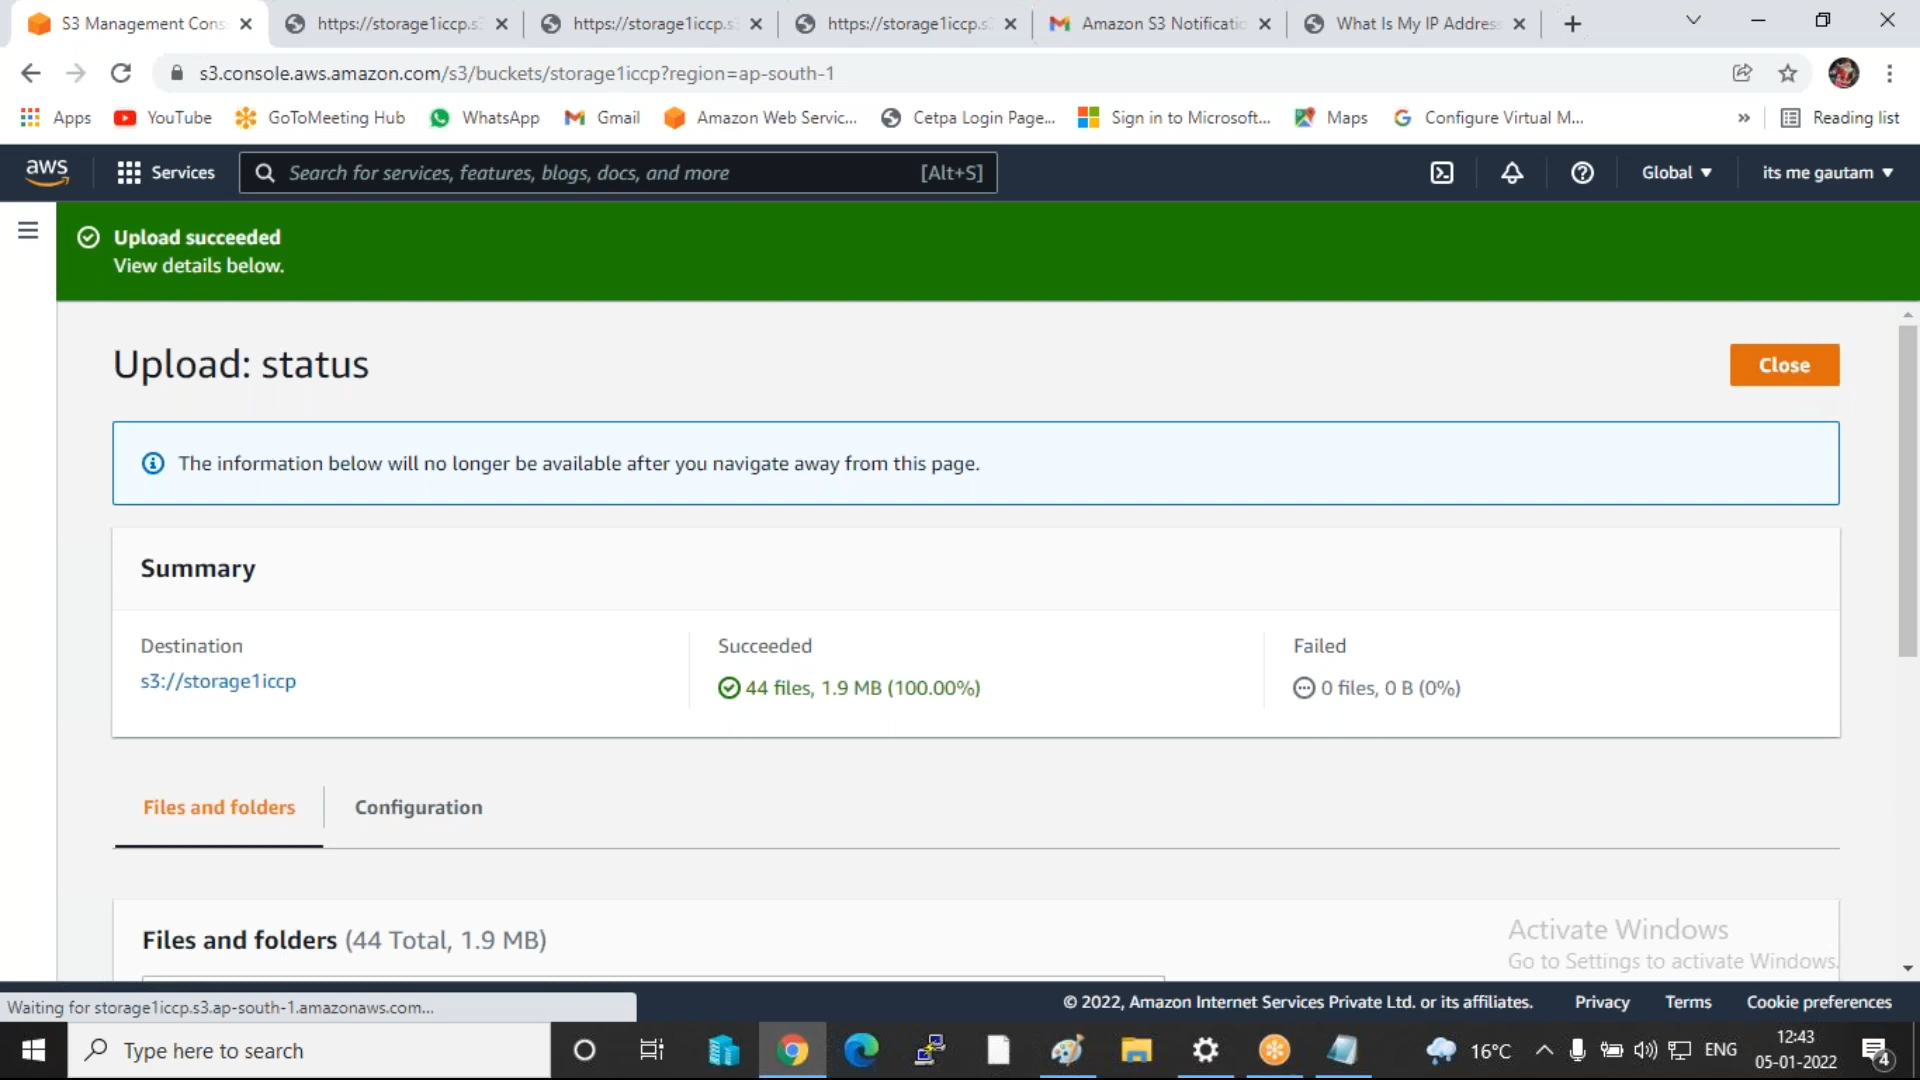 S3 Management Cons
https://storage1iccp.s
https://storage1iccp.s
https://storage1iccp.s
Amazon S3 Notificatio
What Is My IP Address
s3.console.aws.amazon.com/s3/buckets/storage1iccp?region=ap-south-1
Apps
YouTube
GoToMeeting Hub
WhatsApp
Gmail
Amazon Web Servic...
Cetpa Login Page...
Sign in to Microsoft...
Maps
Configure Virtual M...
»
Reading list
aws
Services
Search for services, features, blogs, docs, and more
[Alt+S]
Global
its me gautam
Upload succeeded
View details below.
Upload: status
Close
The information below will no longer be available after you navigate away from this page.
Summary
Destination
s3://storage1iccp
Succeeded
44 files, 1.9 MB (100.00%)
Failed
0 files, 0 B (0%)
Files and folders
Configuration
Files and folders (44 Total, 1.9 MB)
Activate Windows
Go to Settings to activate Windows.
Waiting for storage1iccp.s3.ap-south-1.amazonaws.com...
© 2022, Amazon Internet Services Private Ltd. or its affiliates.
Privacy
Terms
Cookie preferences
Type here to search
16°C
ENG
12:43
05-01-2022
4